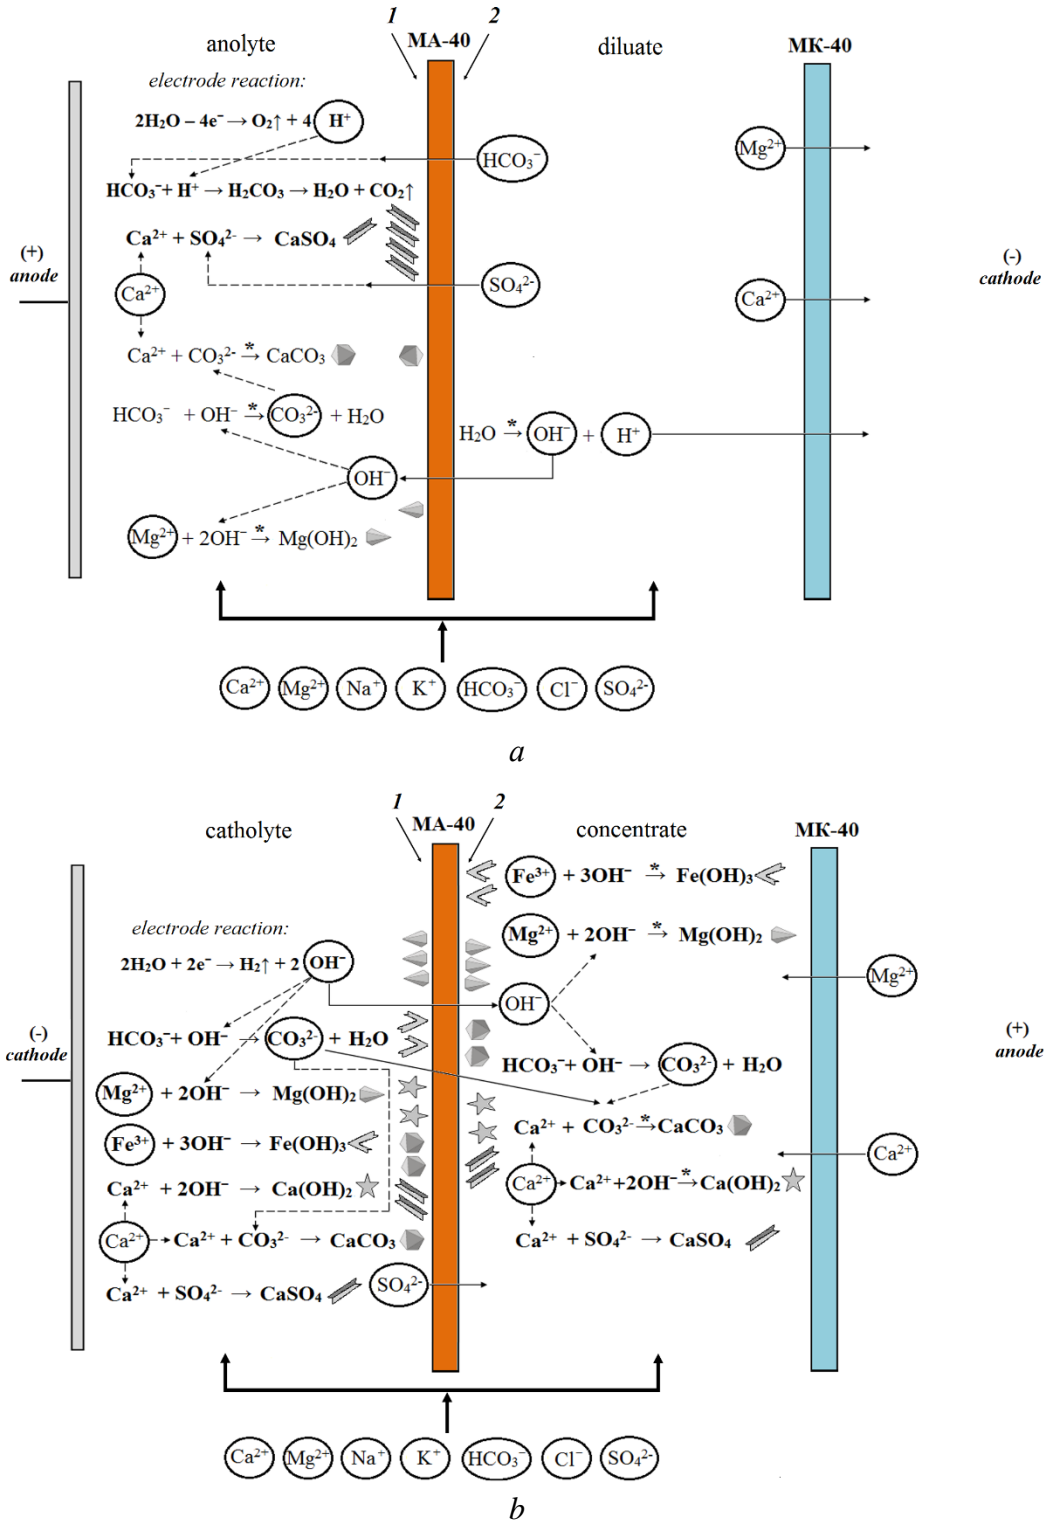 1 2
MA-40
anolyte diluate MK-40
electrode reaction:
2H₂O – 4e⁻ → O₂↑ + 4 H⁺
Mg²⁺
HCO₃⁻
HCO₃⁻ + H⁺ → H₂CO₃ → H₂O + CO₂↑
Ca²⁺ + SO₄²⁻ → CaSO₄
(+)
anode
(-)
cathode
Ca²⁺ SO₄²⁻ Ca²⁺
Ca²⁺ + CO₃²⁻ *→ CaCO₃
HCO₃⁻ + OH⁻ *→ CO₃²⁻ + H₂O
H₂O *→ OH⁻ + H⁺
OH⁻
Mg²⁺ + 2OH⁻ *→ Mg(OH)₂
Ca²⁺ Mg²⁺ Na⁺ K⁺ HCO₃⁻ Cl⁻ SO₄²⁻
a
1 2
MA-40
catholyte concentrate MK-40
Fe³⁺ + 3OH⁻ *→ Fe(OH)₃
electrode reaction:
Mg²⁺ + 2OH⁻ *→ Mg(OH)₂
2H₂O + 2e⁻ → H₂↑ + 2 OH⁻
Mg²⁺
OH⁻
(-)
cathode
(+)
anode
HCO₃⁻ + OH⁻ → CO₃²⁻ + H₂O
HCO₃⁻ + OH⁻ → CO₃²⁻ + H₂O
Mg²⁺ + 2OH⁻ → Mg(OH)₂
Ca²⁺ + CO₃²⁻ *→ CaCO₃
Fe³⁺ + 3OH⁻ → Fe(OH)₃
Ca²⁺
Ca²⁺ + 2OH⁻ → Ca(OH)₂
Ca²⁺ Ca²⁺+2OH⁻ *→ Ca(OH)₂
Ca²⁺ Ca²⁺ + CO₃²⁻ → CaCO₃
Ca²⁺ + SO₄²⁻ → CaSO₄
Ca²⁺ + SO₄²⁻ → CaSO₄ SO₄²⁻
Ca²⁺ Mg²⁺ Na⁺ K⁺ HCO₃⁻ Cl⁻ SO₄²⁻
b